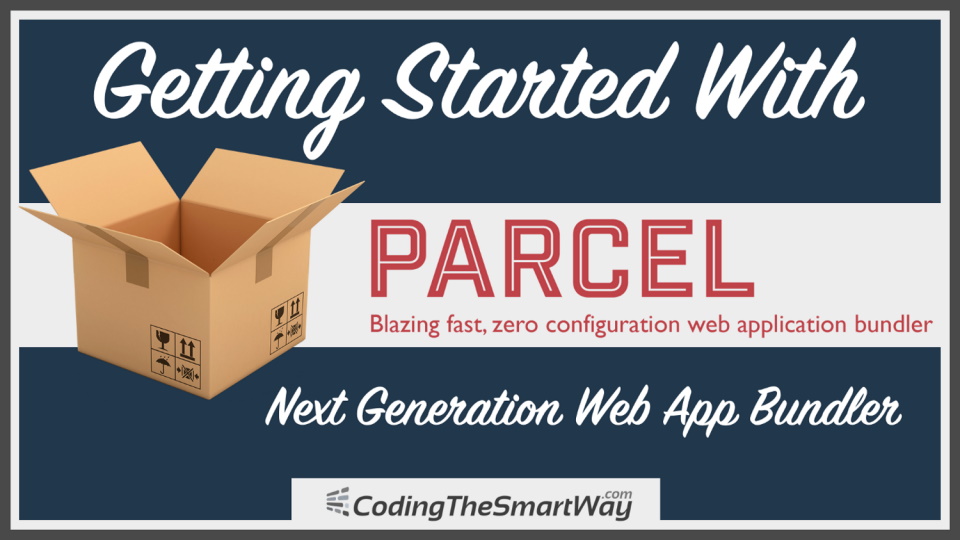 Getting Started With
PARCEL
Blazing fast, zero configuration web application bundler
Next Generation Web App Bundler
CodingTheSmartWay.com